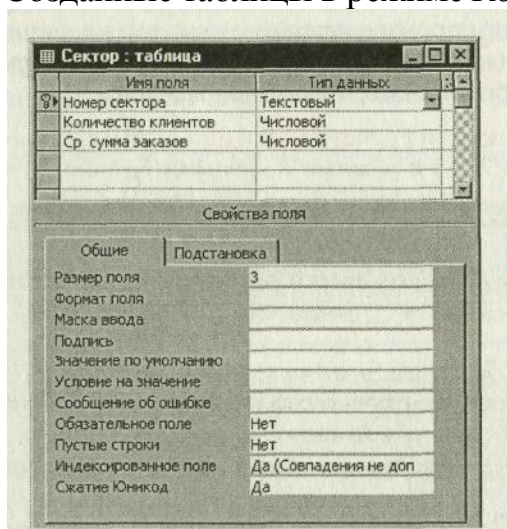 Сектор : таблица
Имя поля Тип данных
Номер сектора Текстовый
Количество клиентов Числовой
Ср сумма заказов Числовой
Свойства поля
Общие Подстановка
Размер поля 3
Формат поля
Маска ввода
Подпись
Значение по умолчанию
Условие на значение
Сообщение об ошибке
Обязательное поле Нет
Пустые строки Нет
Индексированное поле Да (Совпадения не доп
Сжатие Юникод Да